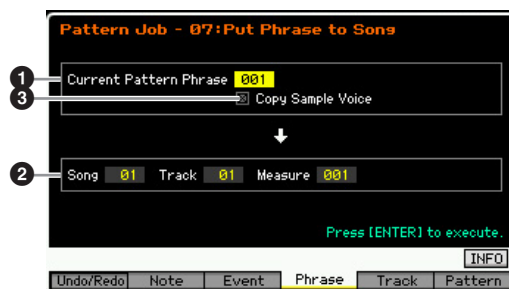 Pattern Job - 07:Put Phrase to Song
1 Current Pattern Phrase 001
3 Copy Sample Voice
2 Song 01 Track 01 Measure 001
Press [ENTER] to execute.
INFO
Undo/Redo Note Event Phrase Track Pattern